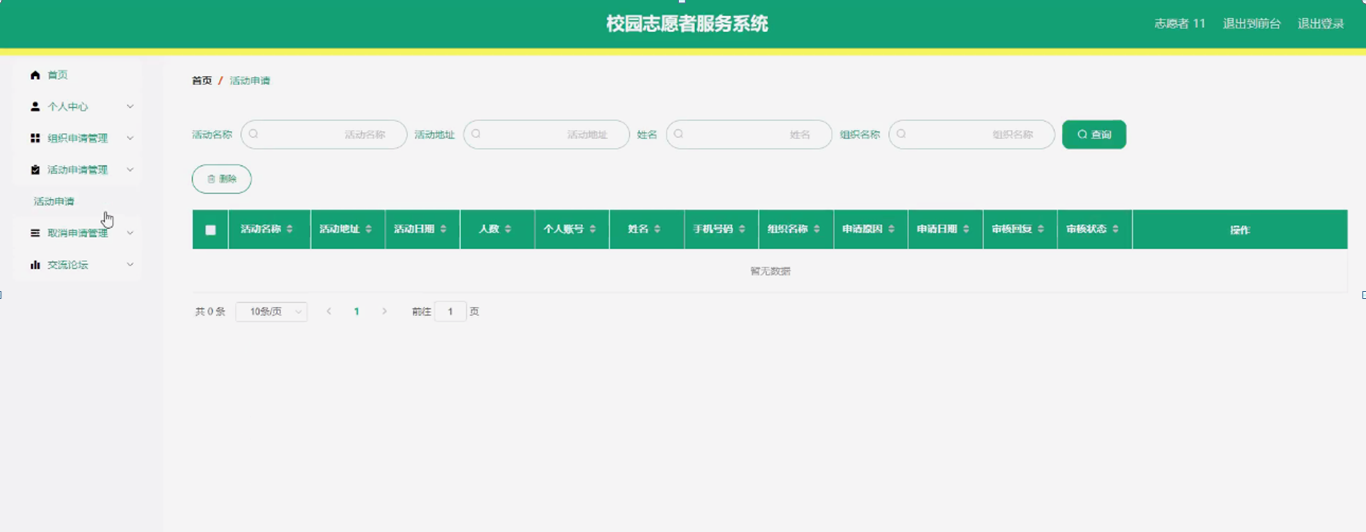 校园志愿者服务系统
志愿者 11 退出到前台 退出登录
首页
个人中心
组织申请管理
活动申请管理
活动申请
取消申请管理
交流论坛
首页 / 活动申请
活动名称 活动名称 活动地址 活动地址 姓名 姓名 组织名称 组织名称 查询
删除
活动名称 活动地址 活动日期 人数 个人账号 姓名 手机号码 组织名称 申请原因 申请日期 审核回复 审核状态 操作
暂无数据
共 0 条 10条/页 1 前往 1 页